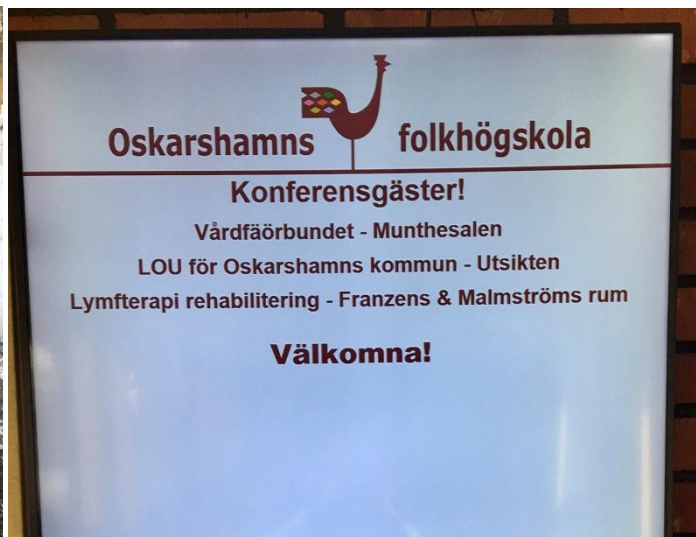 Oskarshamns folkhögskola
Konferensgäster!
Vårdfäörbundet - Munthesalen
LOU för Oskarshamns kommun - Utsikten
Lymfterapi rehabilitering - Franzens & Malmströms rum
Välkomna!